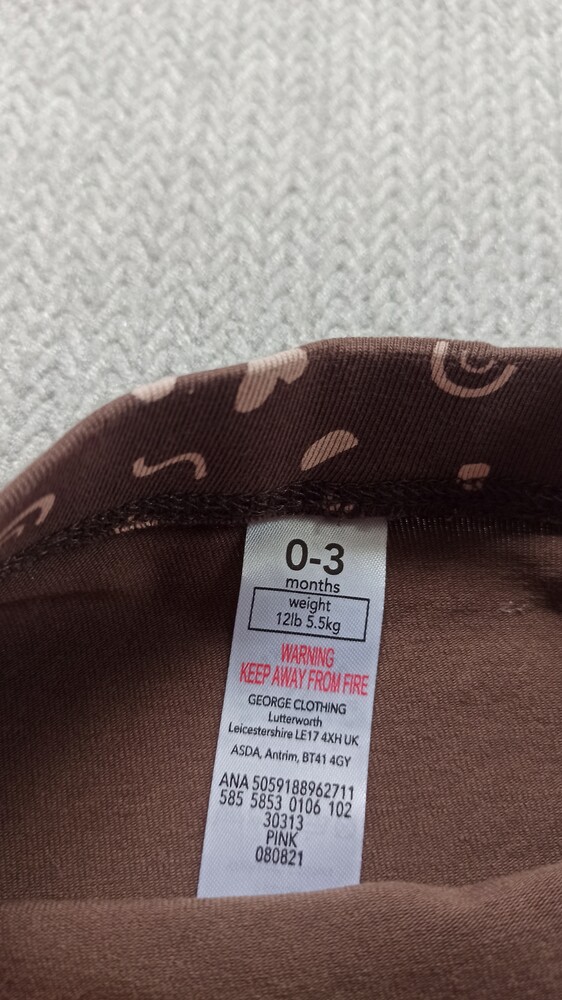 0-3
months
weight
12lb 5.5kg
WARNING
KEEP AWAY FROM FIRE
GEORGE CLOTHING
Lutterworth
Leicestershire LE17 4XH UK
ASDA, Antrim, BT41 4GY
ANA 5059188962711
585 5853 0106 102
30313
PINK
080821